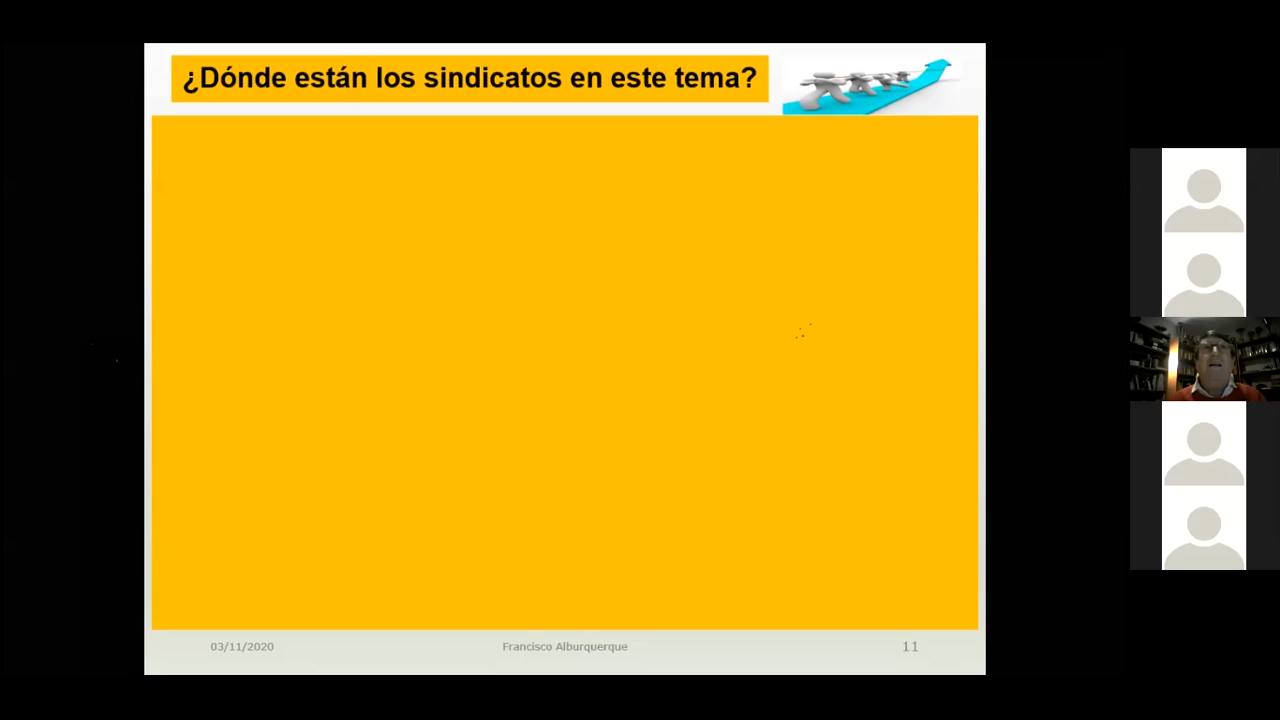 ¿Dónde están los sindicatos en este tema?
03/11/2020
Francisco Alburquerque
11